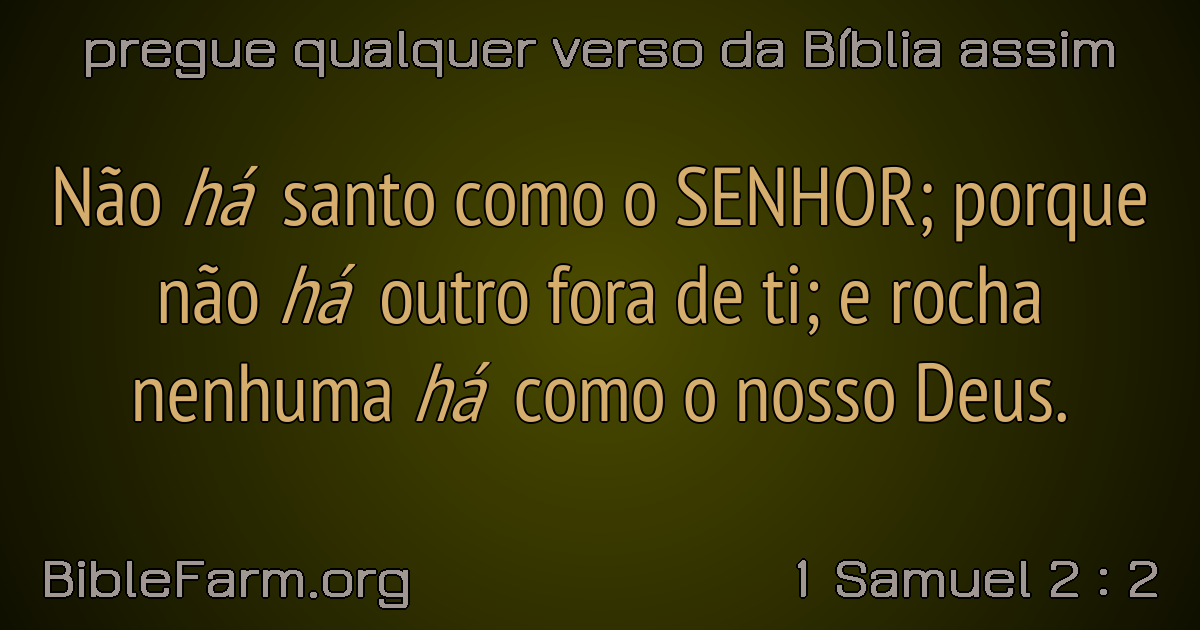 pregue qualquer verso da Bíblia assim
Não há santo como o SENHOR; porque
não há outro fora de ti; e rocha
nenhuma há como o nosso Deus.
BibleFarm.org
1 Samuel 2 : 2